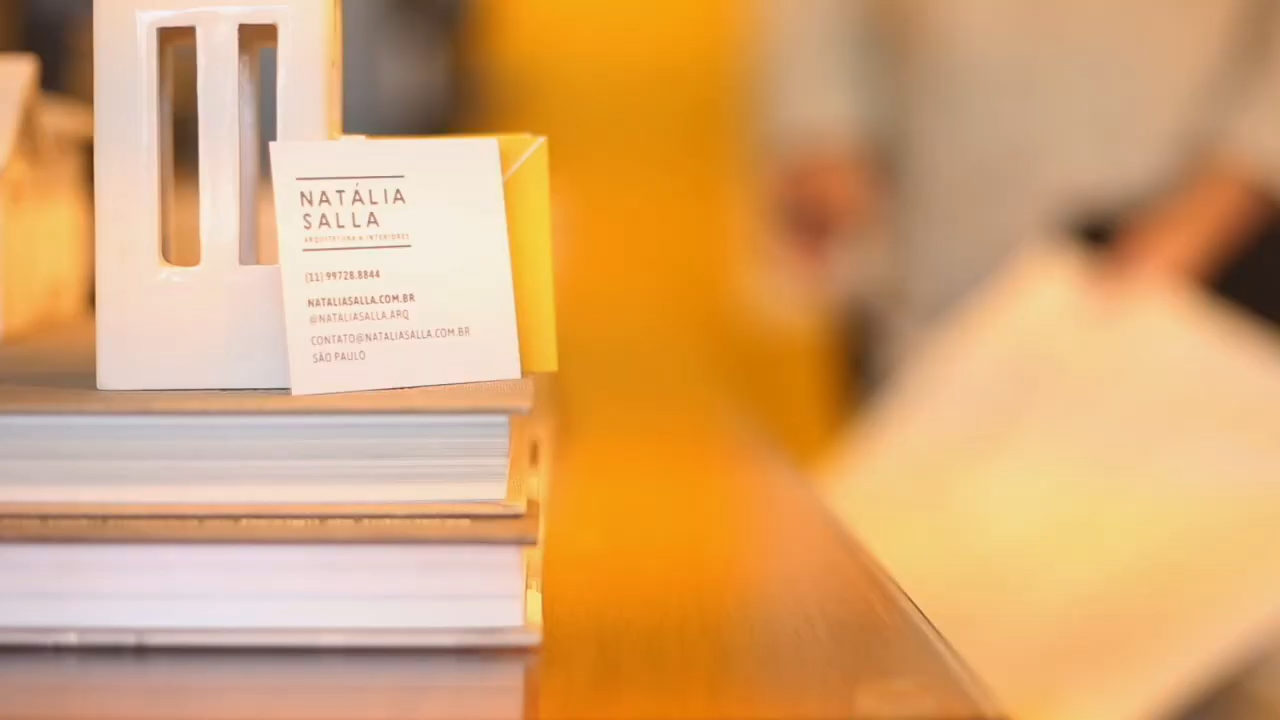 NATÁLIA
SALLA
ARQUITETURA & INTERIORES
(11) 99728.8844
NATALIASALLA.COM.BR
@NATALIASALLA.ARQ
CONTATO@NATALIASALLA.COM.BR
SÃO PAULO